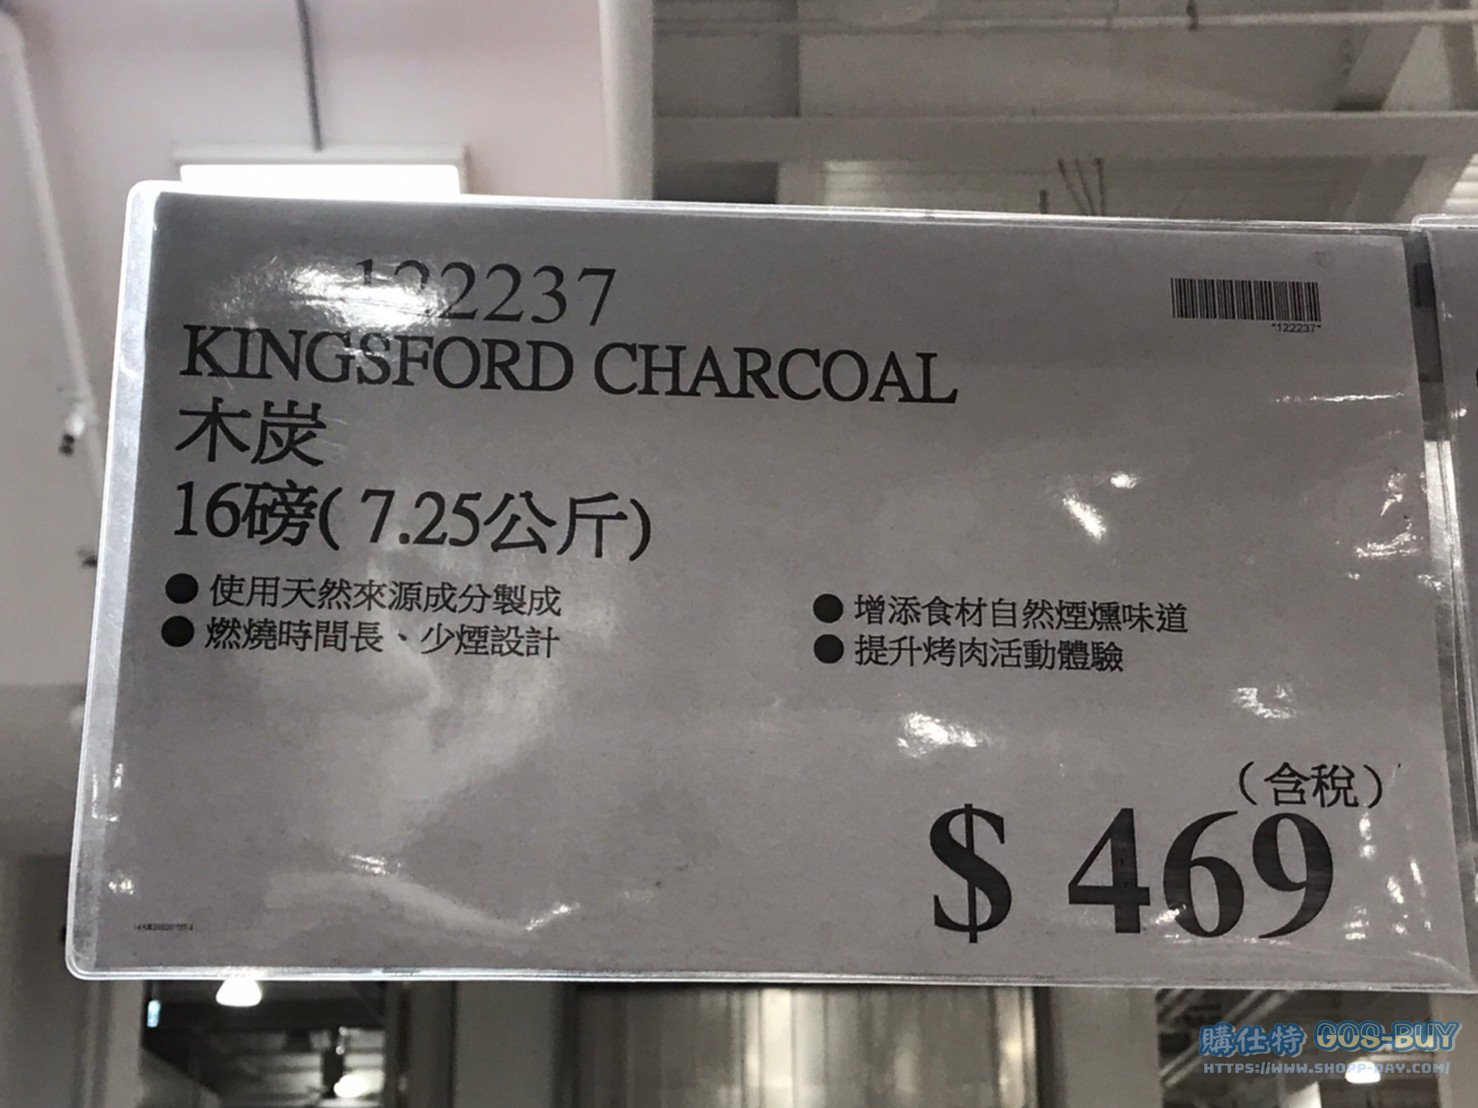 122237
*122237*
KINGSFORD CHARCOAL
木炭
16磅( 7.25公斤)
● 使用天然來源成分製成
● 燃燒時間長、少煙設計
● 增添食材自然煙燻味道
● 提升烤肉活動體驗
(含稅)
$ 469
購仕特 GOS-BUY
HTTPS://WWW.SHOPP-DAY.COM/